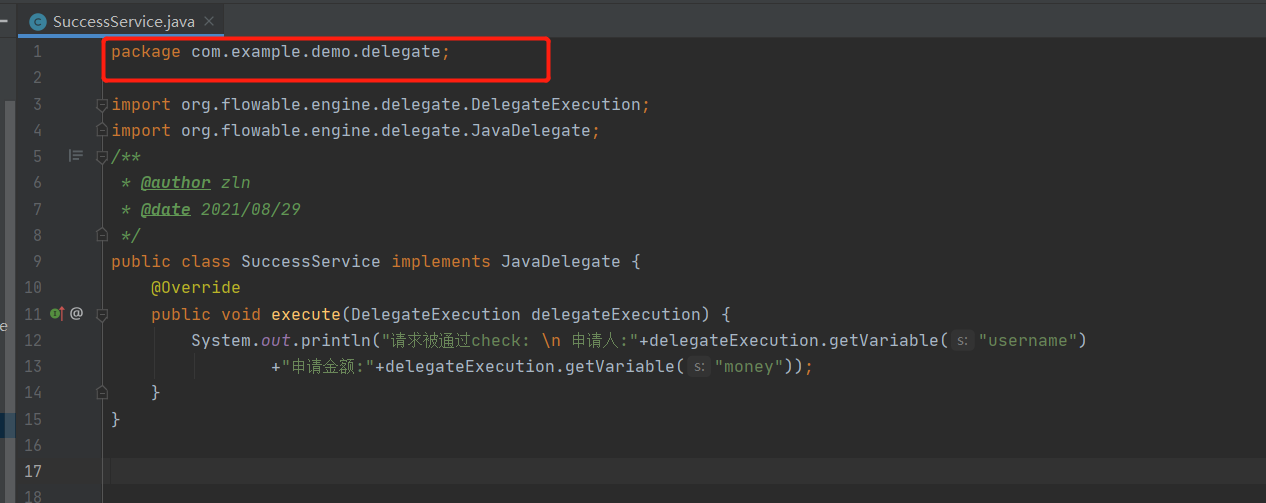 SuccessService.java
1 package com.example.demo.delegate;
2
3 import org.flowable.engine.delegate.DelegateExecution;
4 import org.flowable.engine.delegate.JavaDelegate;
5 /**
6 * @author zln
7 * @date 2021/08/29
8 */
9 public class SuccessService implements JavaDelegate {
10 @Override
11 @ public void execute(DelegateExecution delegateExecution) {
12 System.out.println("请求被通过check: \n 申请人:"+delegateExecution.getVariable( s: "username")
13 +"申请金额:"+delegateExecution.getVariable( s: "money"));
14 }
15 }
16
17
18